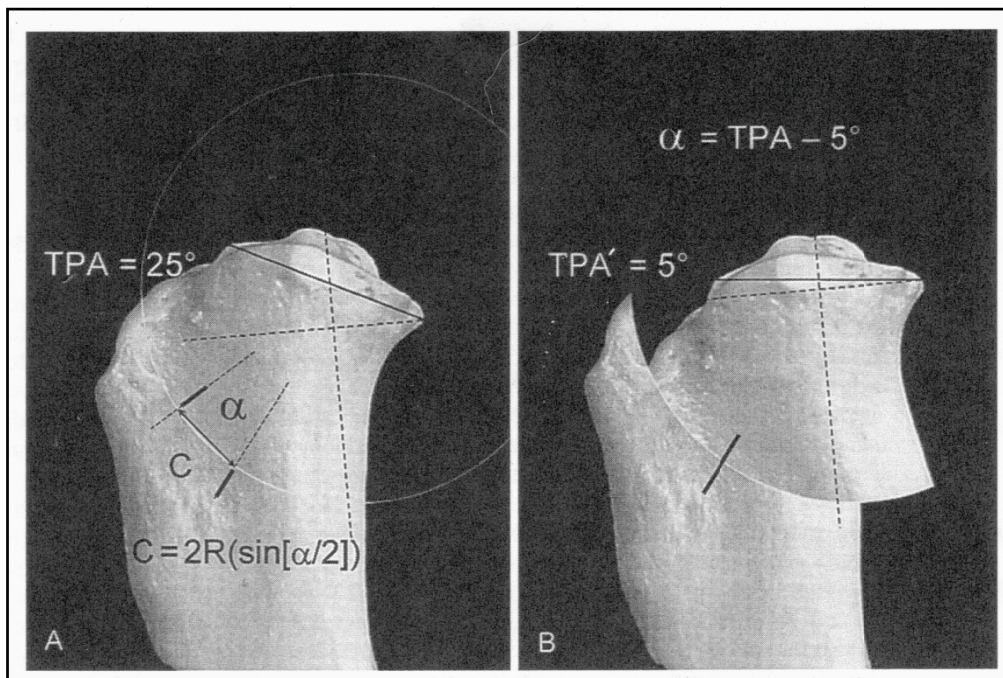 TPA = 25°
α
C
C = 2R(sin[α/2])
A
α = TPA – 5°
TPA′ = 5°
B